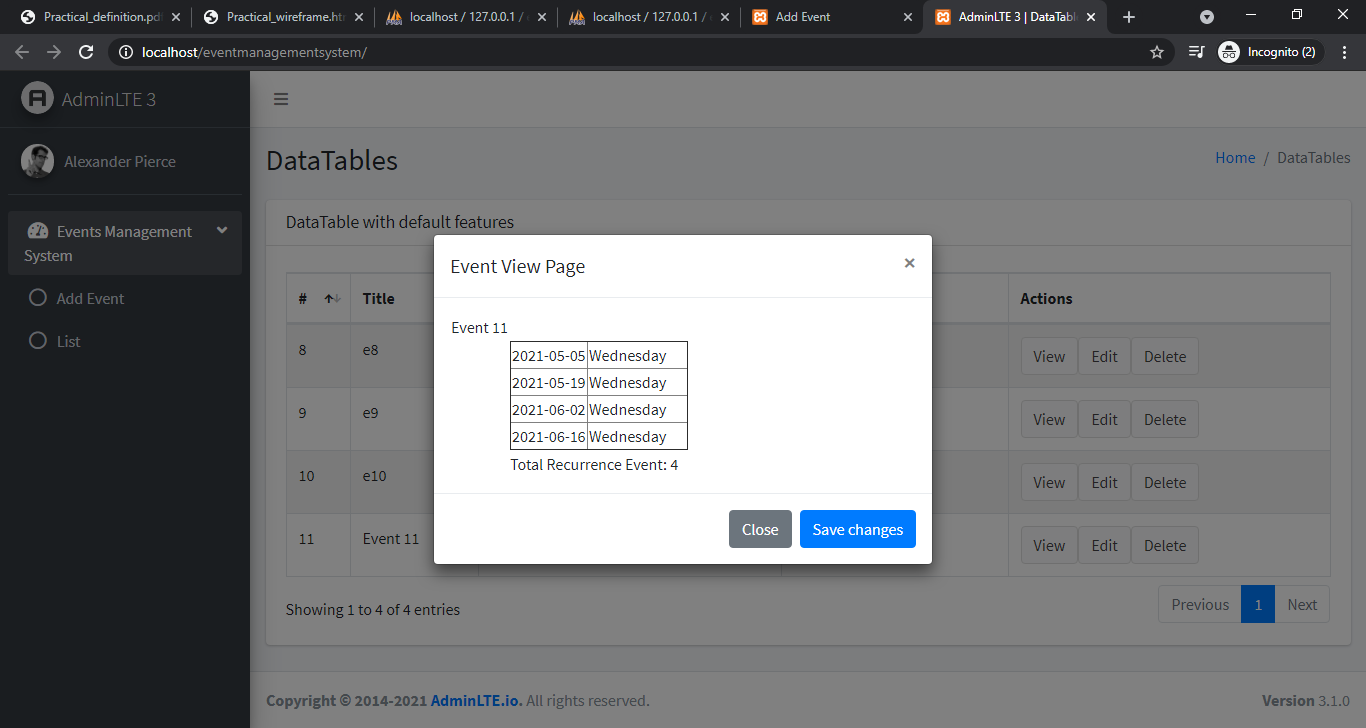 Practical_definition.pd
Practical_wireframe.ht
localhost / 127.0.0.1 /
localhost / 127.0.0.1 /
Add Event
AdminLTE 3 | DataTabl
localhost/eventmanagementsystem/
Incognito (2)
AdminLTE 3
Alexander Pierce
Events Management
System
Add Event
List
DataTables
Home / DataTables
DataTable with default features
# Title Actions
8 e8 View Edit Delete
9 e9 View Edit Delete
10 e10 View Edit Delete
11 Event 11 View Edit Delete
Event View Page ×
Event 11
2021-05-05 Wednesday
2021-05-19 Wednesday
2021-06-02 Wednesday
2021-06-16 Wednesday
Total Recurrence Event: 4
Close Save changes
Showing 1 to 4 of 4 entries
Previous 1 Next
Copyright © 2014-2021 AdminLTE.io. All rights reserved.
Version 3.1.0